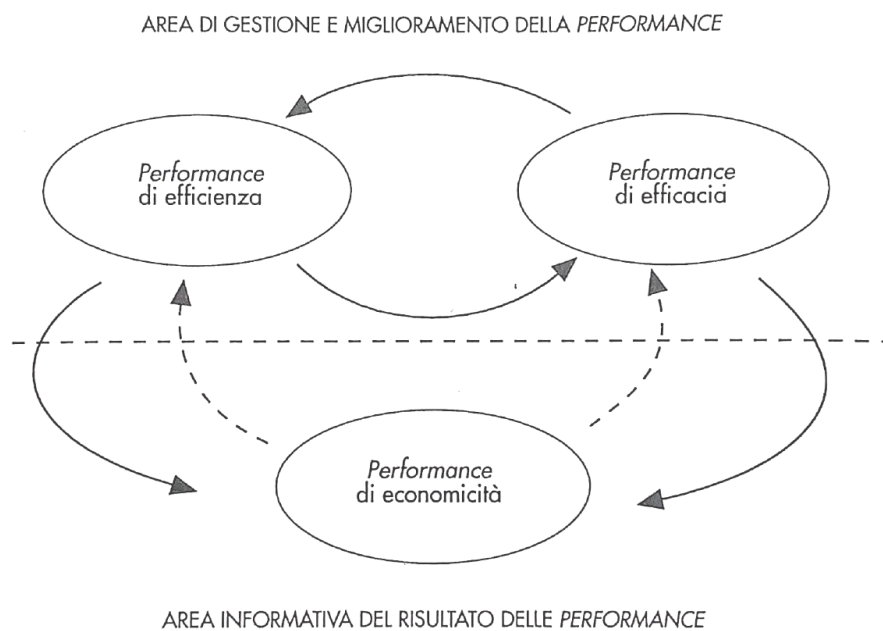 AREA DI GESTIONE E MIGLIORAMENTO DELLA PERFORMANCE
Performance
di efficienza
Performance
di efficacia
Performance
di economicità
AREA INFORMATIVA DEL RISULTATO DELLE PERFORMANCE